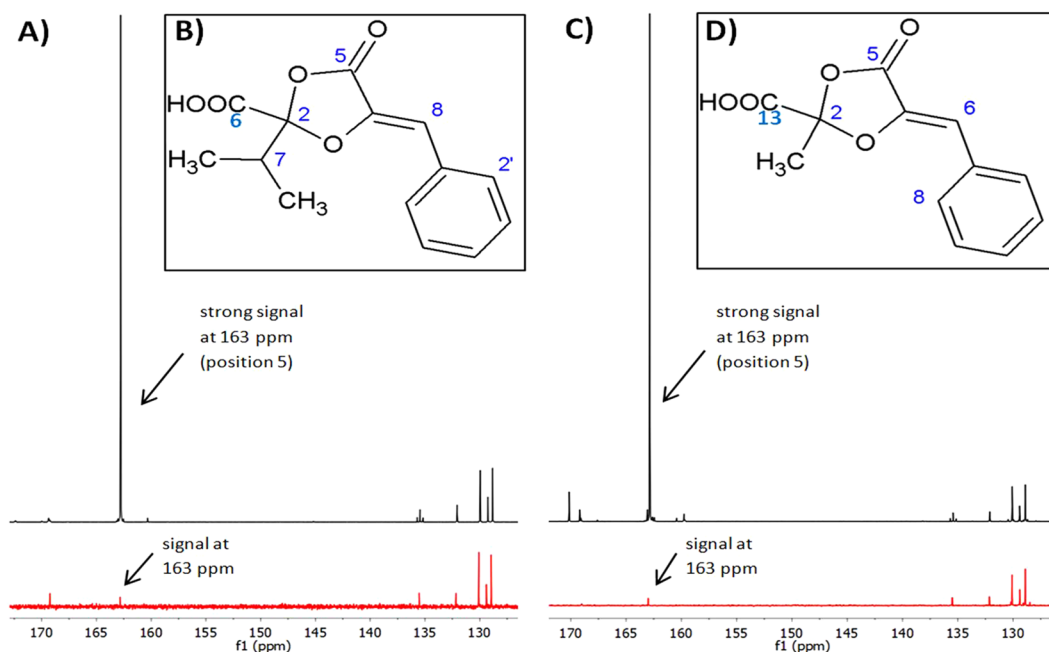 A)
B)
O
5
O
HOOC
6
2
8
O
H₃C
7
2'
CH₃
strong signal
at 163 ppm
(position 5)
signal at
163 ppm
170 165 160 155 150 145 140 135 130
f1 (ppm)
C)
D)
O
5
O
HOOC
13
2
6
O
H₃C
8
strong signal
at 163 ppm
(position 5)
signal at
163 ppm
170 165 160 155 150 145 140 135 130
f1 (ppm)